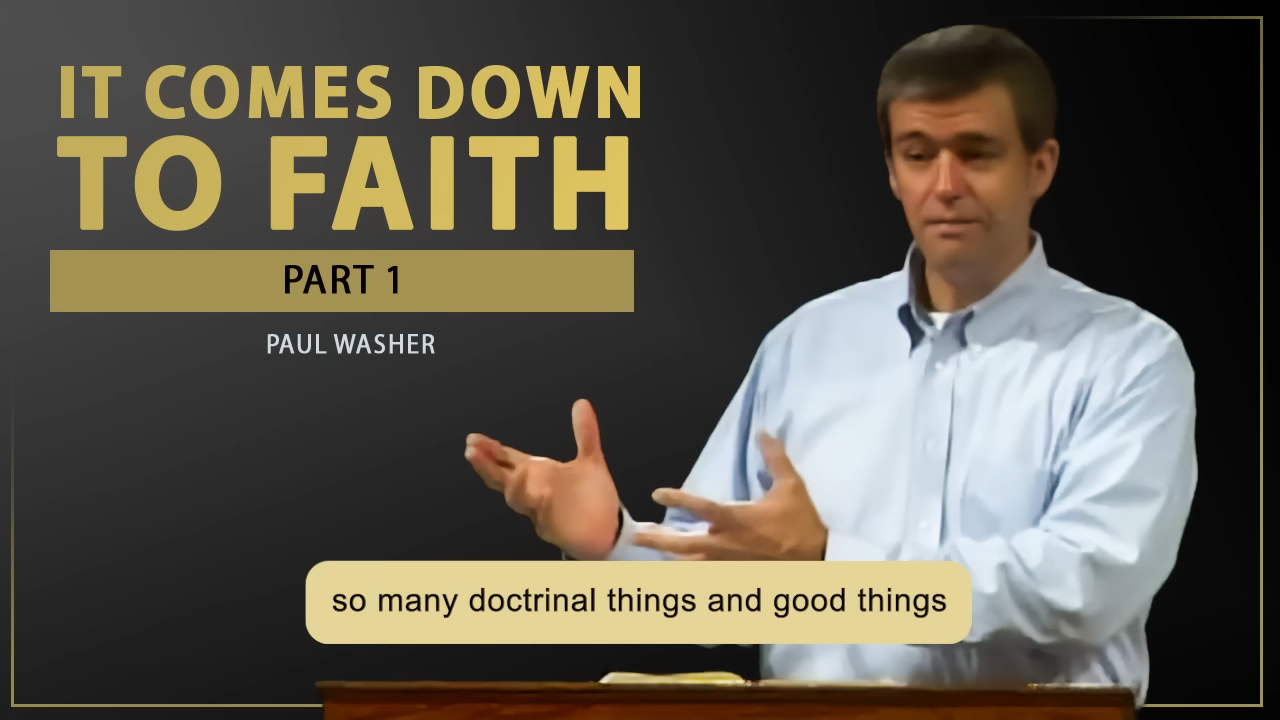 IT COMES DOWN
TO FAITH
PART 1
PAUL WASHER
so many doctrinal things and good things